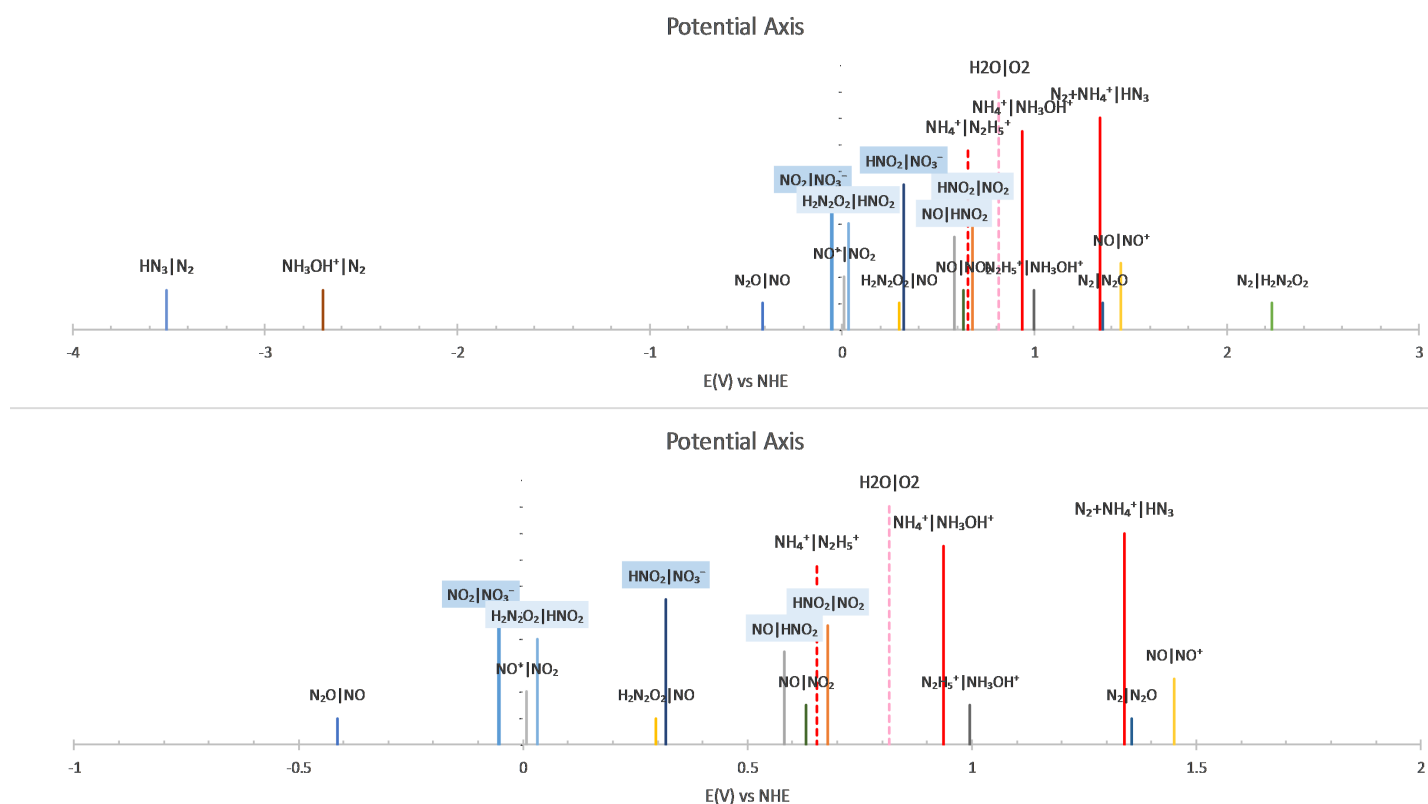 Potential Axis
H2O|O2
N₂+NH₄⁺|HN₃
NH₄⁺|NH₃OH⁺
NH₄⁺|N₂H₅⁺
HNO₂|NO₃⁻
NO₂|NO₃⁻
HNO₂|NO₂
H₂N₂O₂|HNO₂
NO|HNO₂
NO|NO⁺
NO⁺|NO₂
HN₃|N₂
NH₃OH⁺|N₂
N₂O|NO
H₂N₂O₂|NO
NO|NO₂
N₂H₅⁺|NH₃OH⁺
N₂|N₂O
N₂|H₂N₂O₂
-4 -3 -2 -1 0 1 2 3
E(V) vs NHE
Potential Axis
H2O|O2
N₂+NH₄⁺|HN₃
NH₄⁺|NH₃OH⁺
NH₄⁺|N₂H₅⁺
HNO₂|NO₃⁻
NO₂|NO₃⁻
HNO₂|NO₂
H₂N₂O₂|HNO₂
NO|HNO₂
NO|NO⁺
NO⁺|NO₂
N₂O|NO
H₂N₂O₂|NO
NO|NO₂
N₂H₅⁺|NH₃OH⁺
N₂|N₂O
-1 -0.5 0 0.5 1 1.5 2
E(V) vs NHE